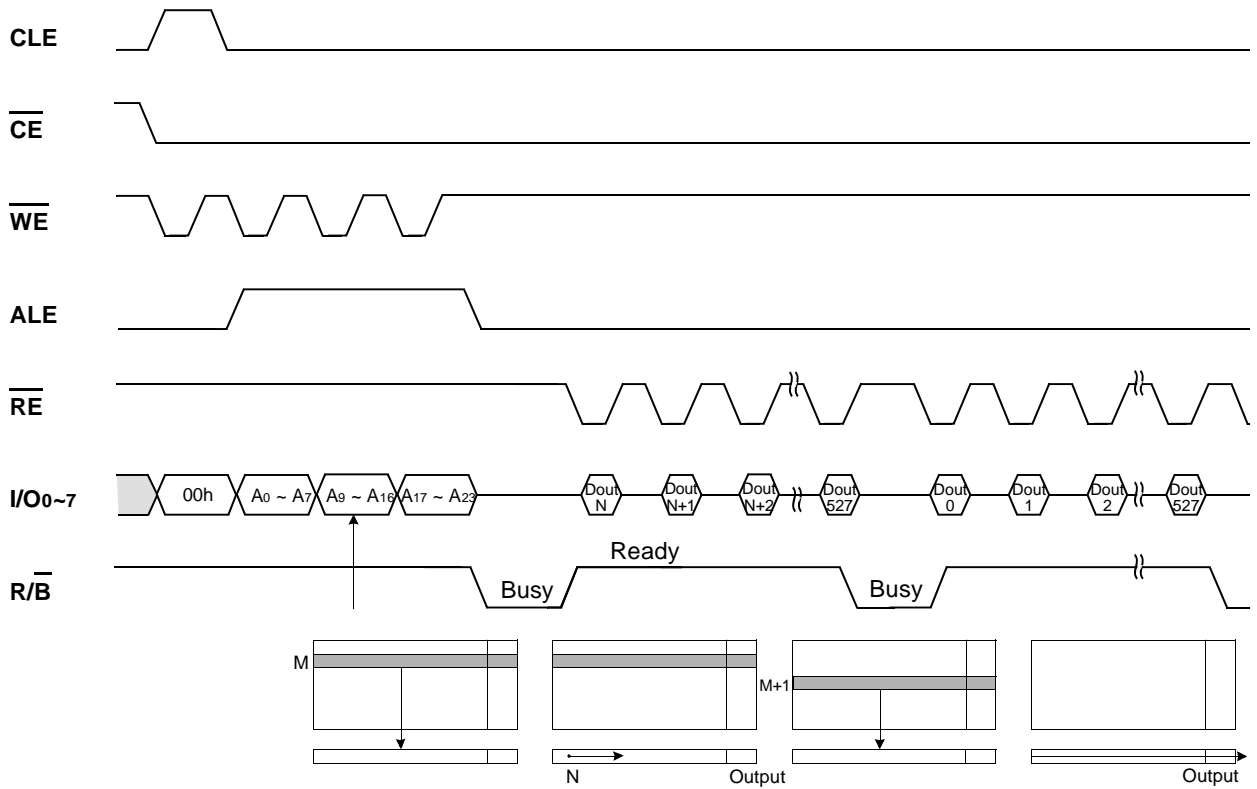 CLE
CE
WE
ALE
RE
I/O0~7
00h
A0 ~ A7
A9 ~ A16
A17 ~ A23
Dout
N
Dout
N+1
Dout
N+2
Dout
527
Dout
0
Dout
1
Dout
2
Dout
527
R/B
Busy
Ready
Busy
M
M+1
N
Output
Output